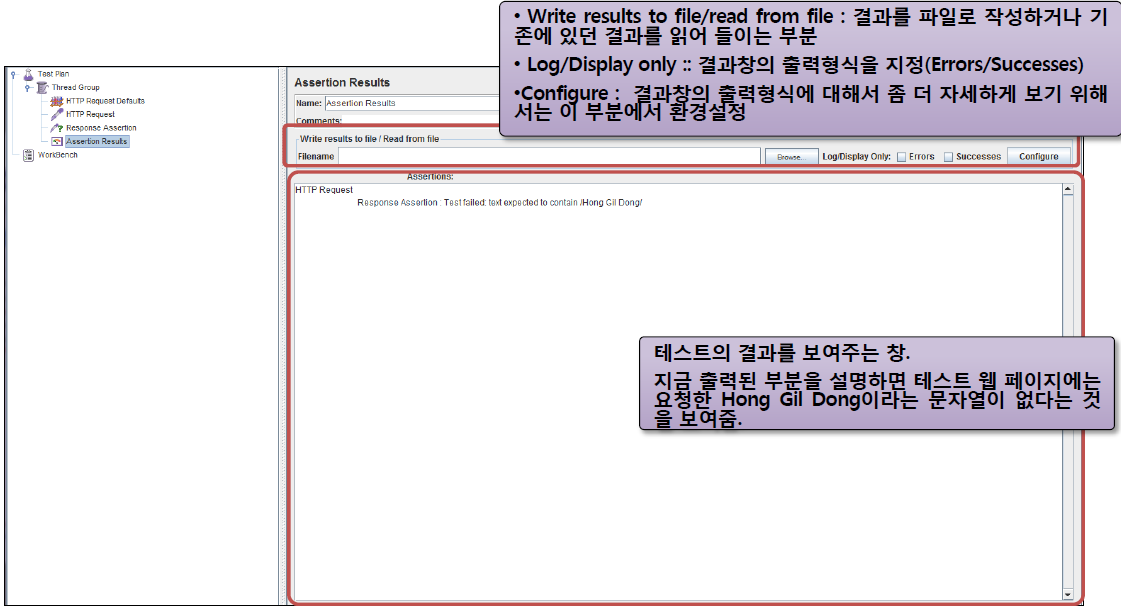 • Write results to file/read from file : 결과를 파일로 작성하거나 기
존에 있던 결과를 읽어 들이는 부분
• Log/Display only :: 결과창의 출력형식을 지정(Errors/Successes)
•Configure : 결과창의 출력형식에 대해서 좀 더 자세하게 보기 위해
서는 이 부분에서 환경설정
Test Plan
Thread Group
HTTP Request Defaults
HTTP Request
Response Assertion
Assertion Results
WorkBench
Assertion Results
Name: Assertion Results
Comments:
Write results to file / Read from file
Filename Browse... Log/Display Only: Errors Successes Configure
Assertions:
HTTP Request
Response Assertion : Test failed: text expected to contain /Hong Gil Dong/
테스트의 결과를 보여주는 창.
지금 출력된 부분을 설명하면 테스트 웹 페이지에는
요청한 Hong Gil Dong이라는 문자열이 없다는 것
을 보여줌.